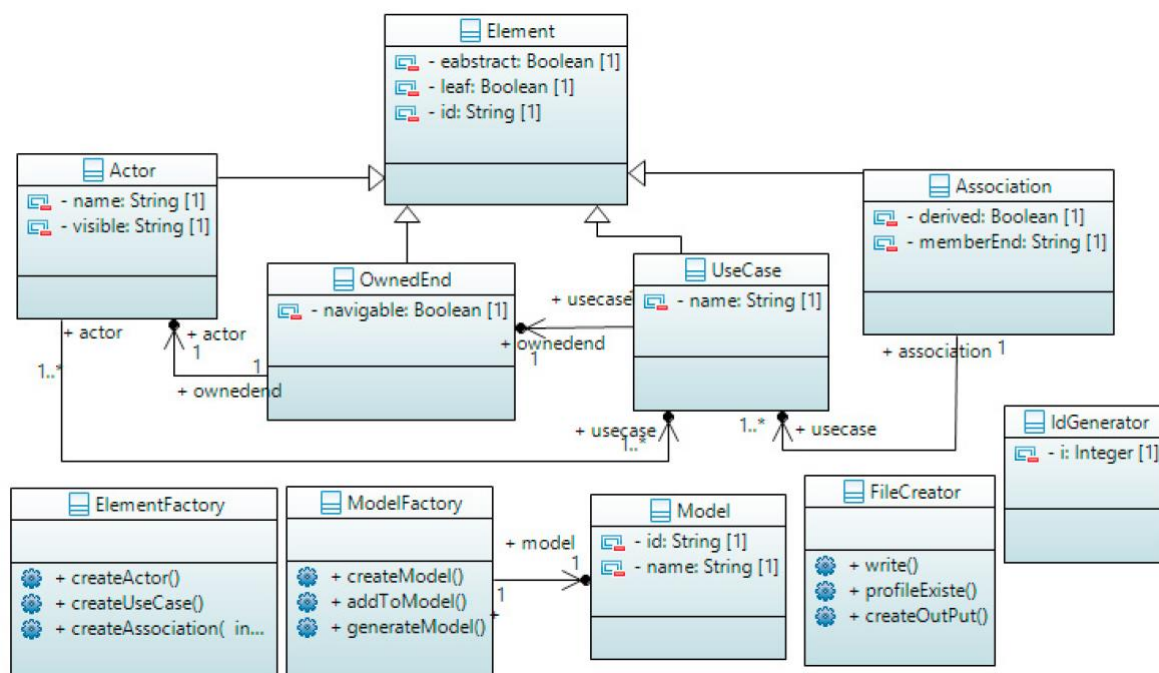 Element
- eabstract: Boolean [1]
- leaf: Boolean [1]
- id: String [1]
Actor
- name: String [1]
- visible: String [1]
Association
- derived: Boolean [1]
- memberEnd: String [1]
OwnedEnd
- navigable: Boolean [1]
UseCase
- name: String [1]
+ usecase
+ ownedend
1
+ actor
1..*
+ actor
1
1
+ ownedend
+ association 1
+ usecase
1..*
1..*
+ usecase
IdGenerator
- i: Integer [1]
ElementFactory
+ createActor()
+ createUseCase()
+ createAssociation( in...
ModelFactory
+ createModel()
+ addToModel()
+ generateModel()
+ model
1
1
+
Model
- id: String [1]
- name: String [1]
FileCreator
+ write()
+ profileExiste()
+ createOutPut()